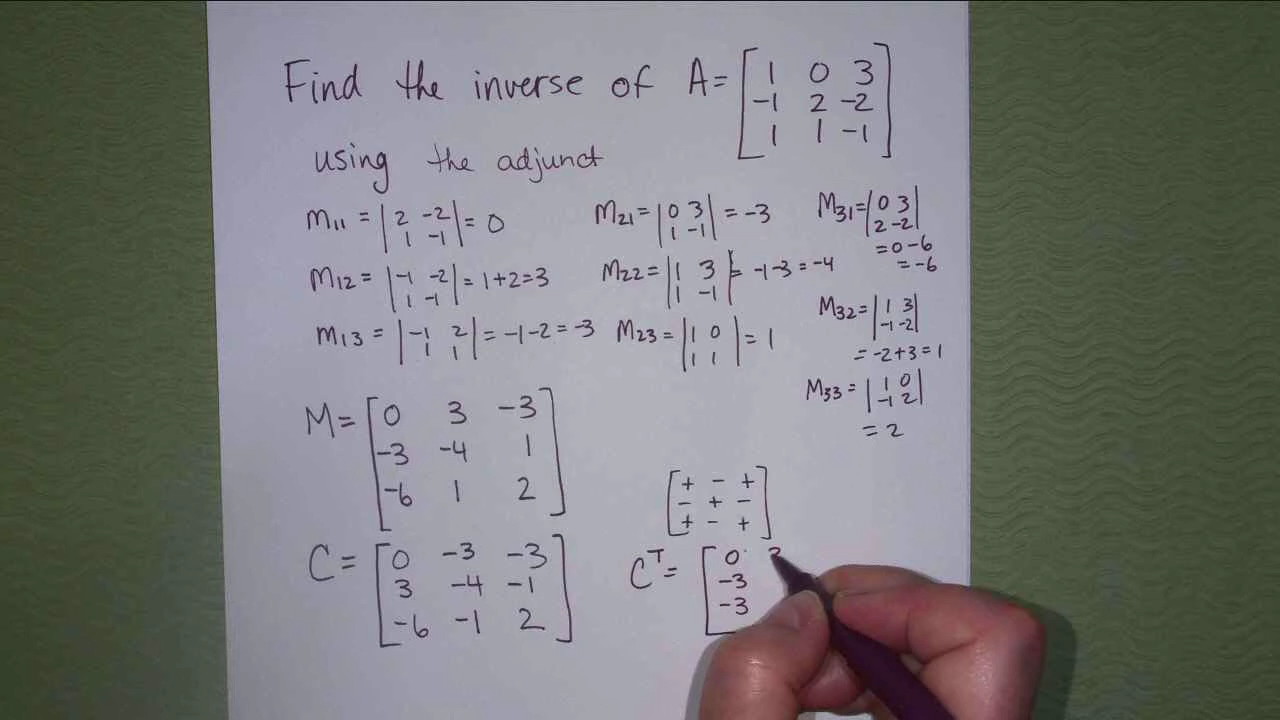 Find the inverse of A = [1 0 3
-1 2 -2
1 1 -1]
using the adjunct
M11 = |2 -2
1 -1| = 0
M12 = |-1 -2
1 -1| = 1+2=3
M13 = |-1 2
1 1| = -1-2 = -3
M21 = |0 3
1 -1| = -3
M22 = |1 3
1 -1| = -1-3 = -4
M23 = |1 0
1 1| = 1
M31 = |0 3
2 -2|
= 0-6
= -6
M32 = |1 3
-1 -2|
= -2+3 = 1
M33 = |1 0
-1 2|
= 2
M = [0 3 -3
-3 -4 1
-6 1 2]
[+ - +
- + -
+ - +]
C = [0 -3 -3
3 -4 -1
-6 -1 2]
C^T = [0
-3
-3